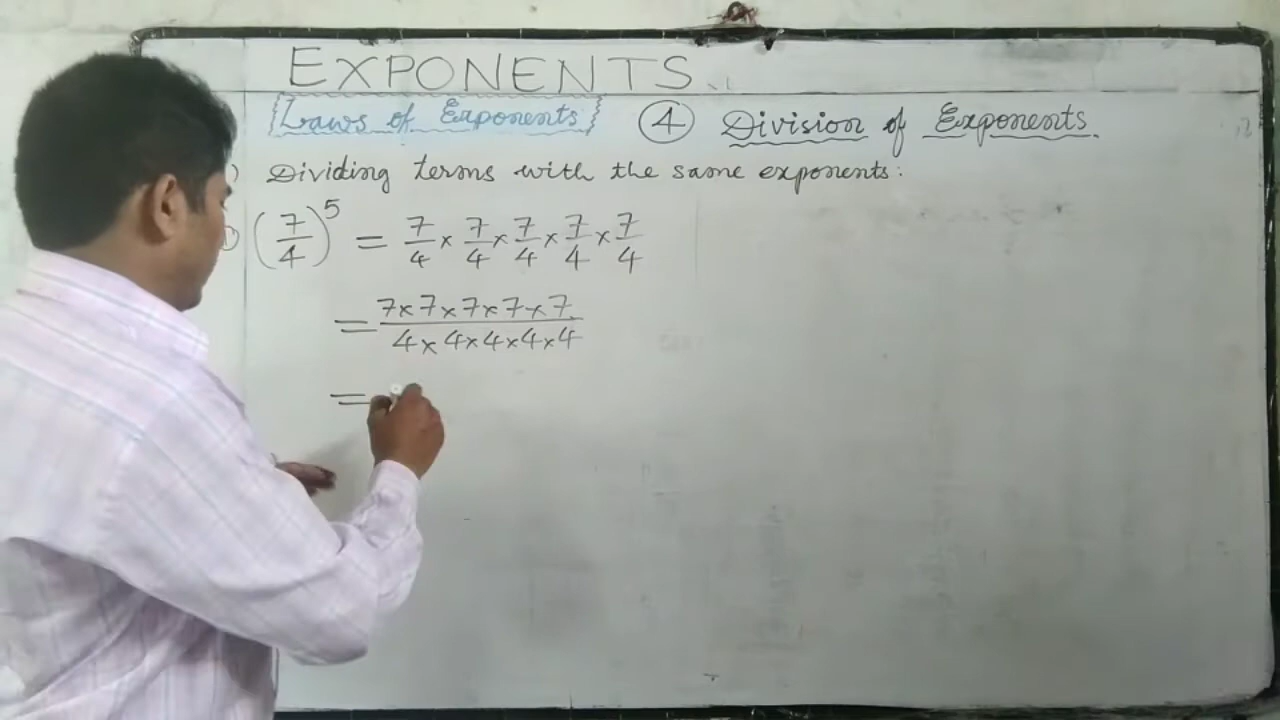 EXPONENTS
Laws of Exponents
④ Division of Exponents
) Dividing terms with the same exponents:
(7/4)^5 = 7/4 × 7/4 × 7/4 × 7/4 × 7/4
= 7×7×7×7×7 / 4×4×4×4×4
=